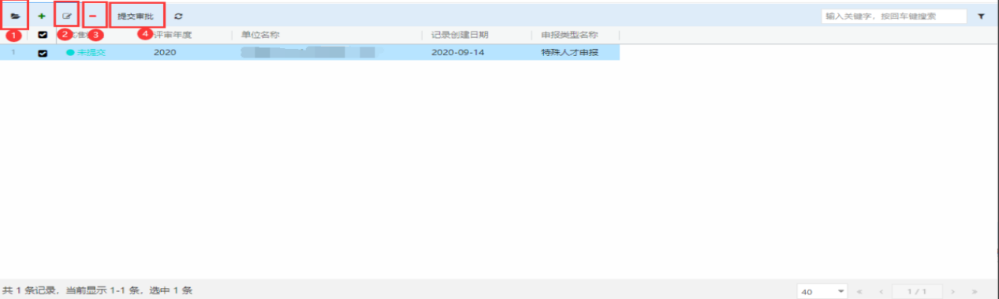 提交审批 输入关键字，按回车键搜索
1 2 3 4 评审年度 单位名称 记录创建日期 申报类型名称
1 未提交 2020 2020-09-14 特殊人才申报
共 1 条记录，当前显示 1-1 条，选中 1 条 40 « ‹ 1 / 1 › »